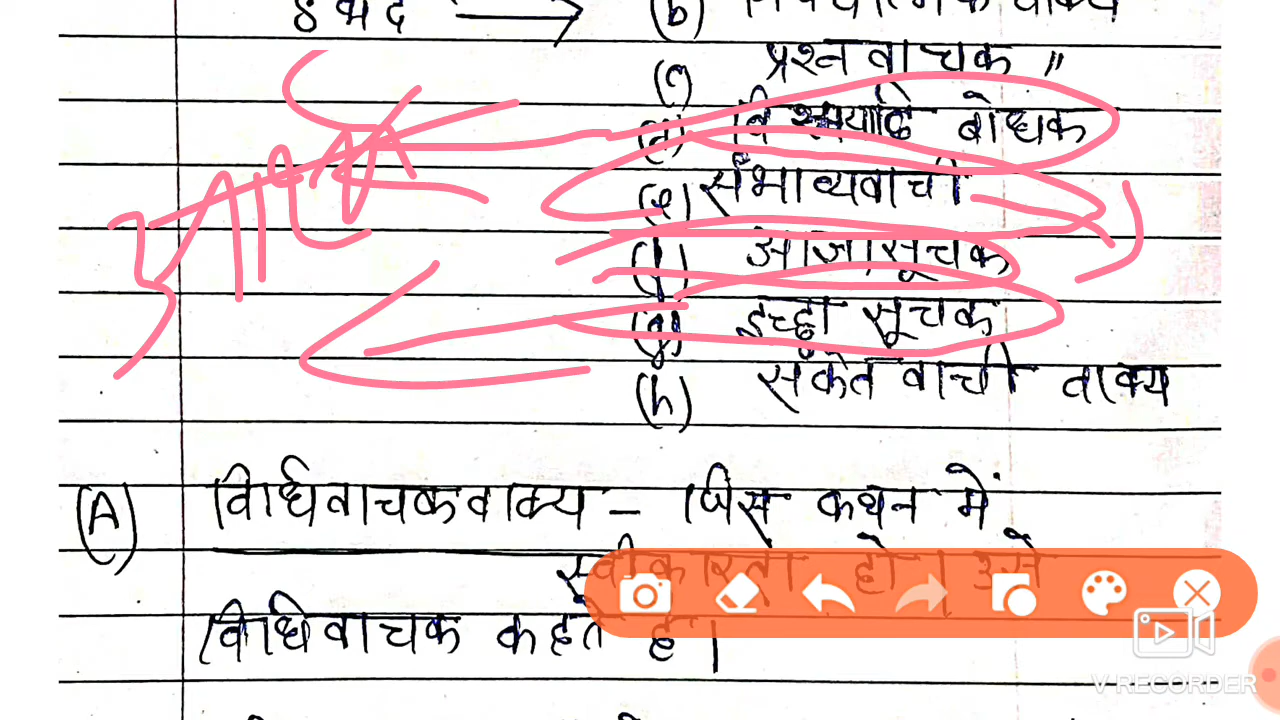 8 भेद → (b) निषेधात्मक वाक्य
(c) प्रश्नवाचक "
(d) विस्मयादि बोधक
(e) संभाव्यवाची
(f) आज्ञासूचक
(g) इच्छा सूचक
(h) संकेतवाची वाक्य
(A) विधिवाचक वाक्य – जिस कथन में
स्वीकारता हो। उसे
विधिवाचक कहते है।
V RECORDER